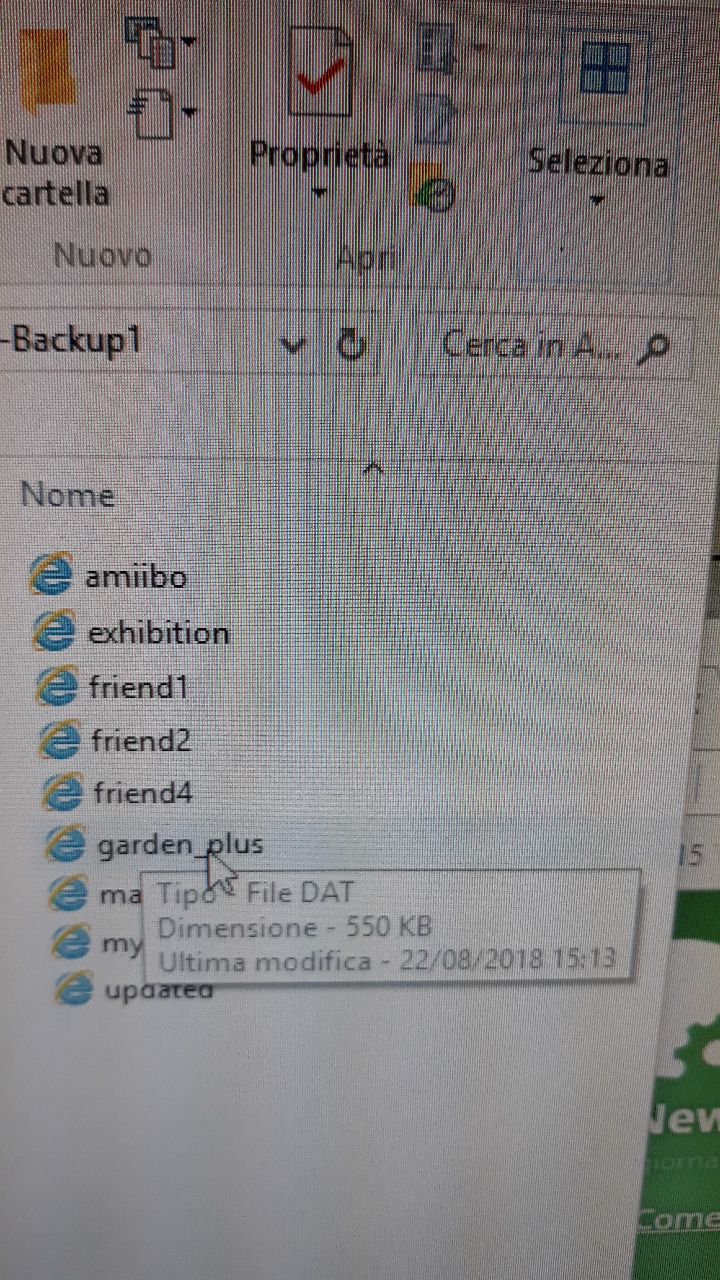 Nuova
cartella
Proprietà
Seleziona
Nuovo
Apri
-Backup1
Cerca in A...
Nome
amiibo
exhibition
friend1
friend2
friend4
garden_plus
ma
my
updated
Tipo - File DAT
Dimensione - 550 KB
Ultima modifica - 22/08/2018 15:13
15
New
Come